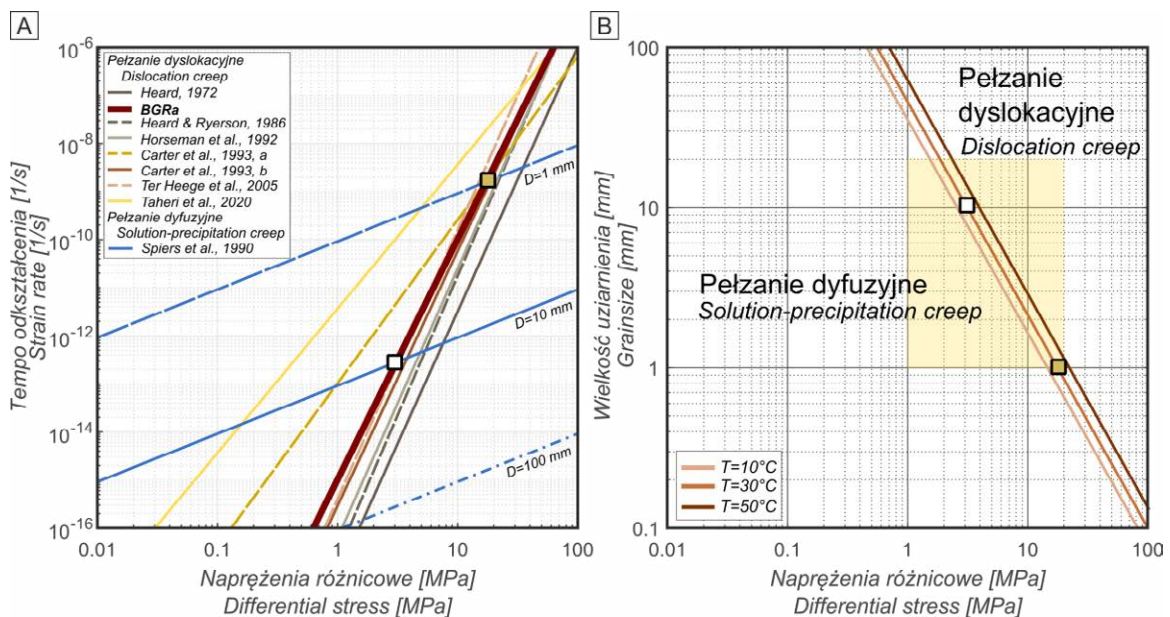 A
10⁻⁶
10⁻⁸
10⁻¹⁰
10⁻¹²
10⁻¹⁴
10⁻¹⁶
Tempo odkształcenia [1/s]
Strain rate [1/s]
Pełzanie dyslokacyjne
Dislocation creep
Heard, 1972
BGRa
Heard & Ryerson, 1986
Horseman et al., 1992
Carter et al., 1993, a
Carter et al., 1993, b
Ter Heege et al., 2005
Taheri et al., 2020
Pełzanie dyfuzyjne
Solution-precipitation creep
Spiers et al., 1990
D=1 mm
D=10 mm
D=100 mm
0.01
0.1
1
10
100
Naprężenia różnicowe [MPa]
Differential stress [MPa]
B
100
10
1
0.1
Wielkość uziarnienia [mm]
Grainsize [mm]
Pełzanie
dyslokacyjne
Dislocation creep
Pełzanie dyfuzyjne
Solution-precipitation creep
T=10°C
T=30°C
T=50°C
0.01
0.1
1
10
100
Naprężenia różnicowe [MPa]
Differential stress [MPa]